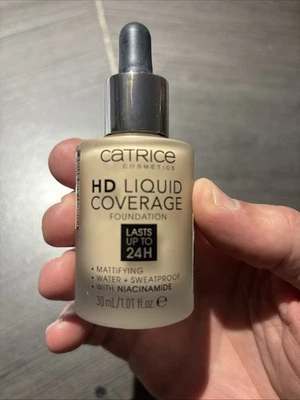 CATRICE
COSMETICS
HD LIQUID
COVERAGE
FOUNDATION
LASTS
UP TO
24H
• MATTIFYING
• WATER + SWEATPROOF
• WITH NIACINAMIDE
30 mL/1.01 fl.oz. ℮